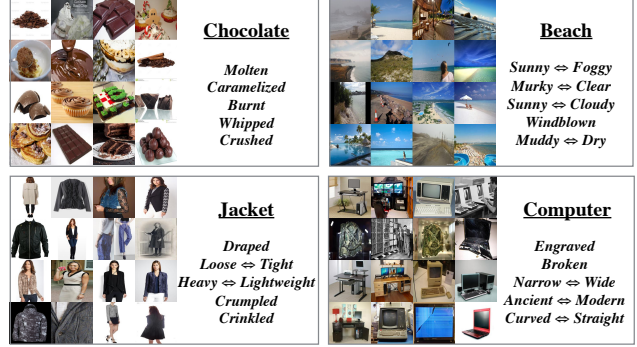 Chocolate
Molten
Caramelized
Burnt
Whipped
Crushed
Beach
Sunny ⇔ Foggy
Murky ⇔ Clear
Sunny ⇔ Cloudy
Windblown
Muddy ⇔ Dry
Jacket
Draped
Loose ⇔ Tight
Heavy ⇔ Lightweight
Crumpled
Crinkled
Computer
Engraved
Broken
Narrow ⇔ Wide
Ancient ⇔ Modern
Curved ⇔ Straight